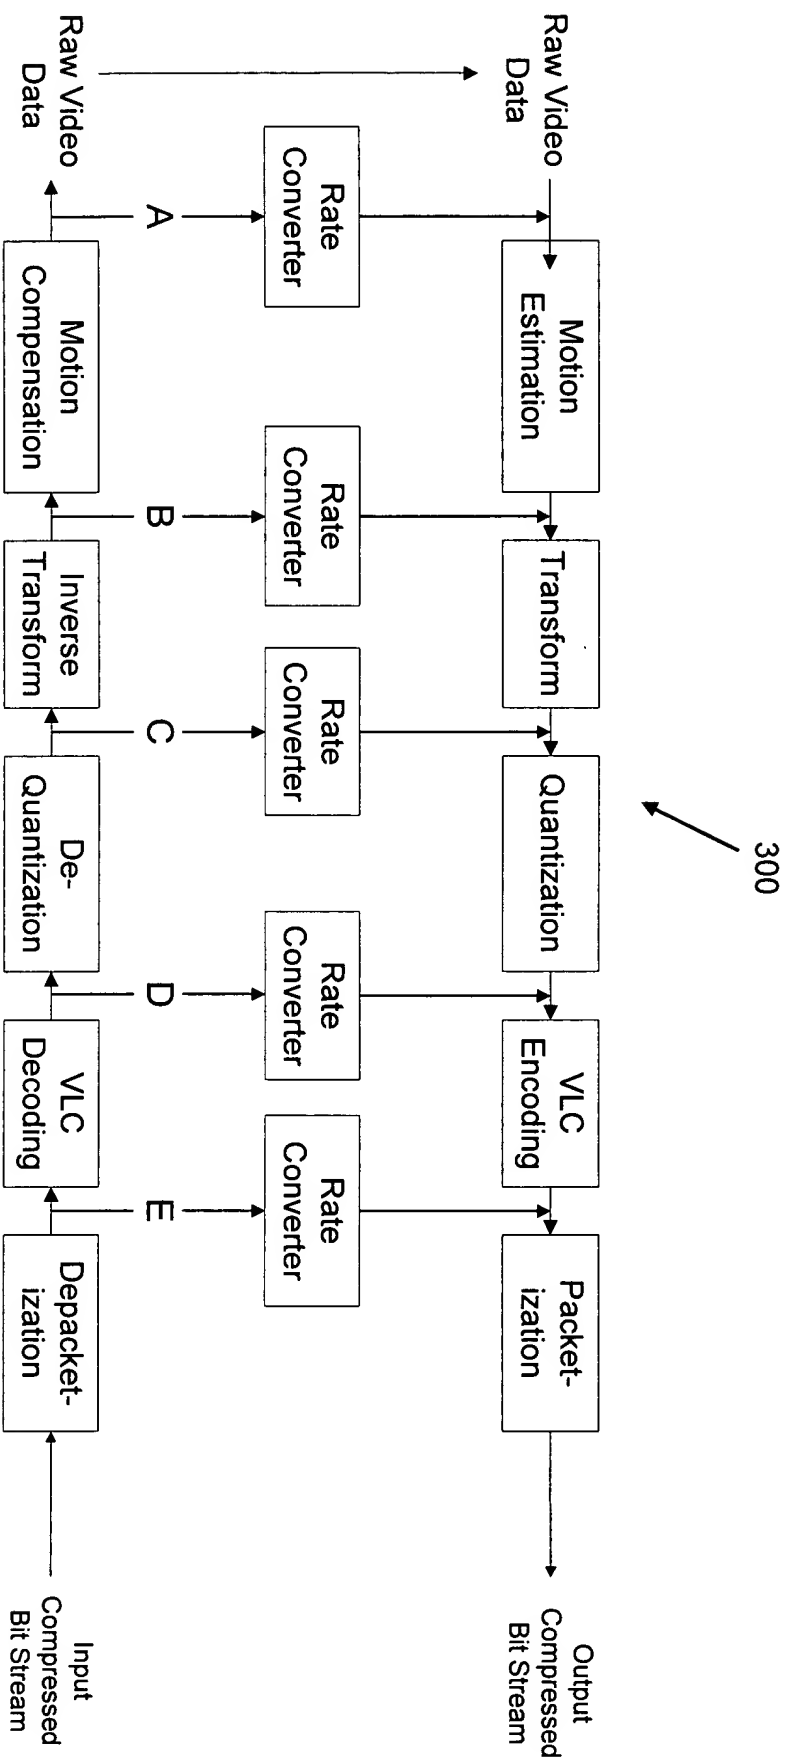 300
Raw Video
Data
Motion
Estimation
Transform
Quantization
VLC
Encoding
Packet-
ization
Output
Compressed
Bit Stream
Rate
Converter
Rate
Converter
Rate
Converter
Rate
Converter
Rate
Converter
A
B
C
D
E
Raw Video
Data
Motion
Compensation
Inverse
Transform
De-
Quantization
VLC
Decoding
Depacket-
ization
Input
Compressed
Bit Stream